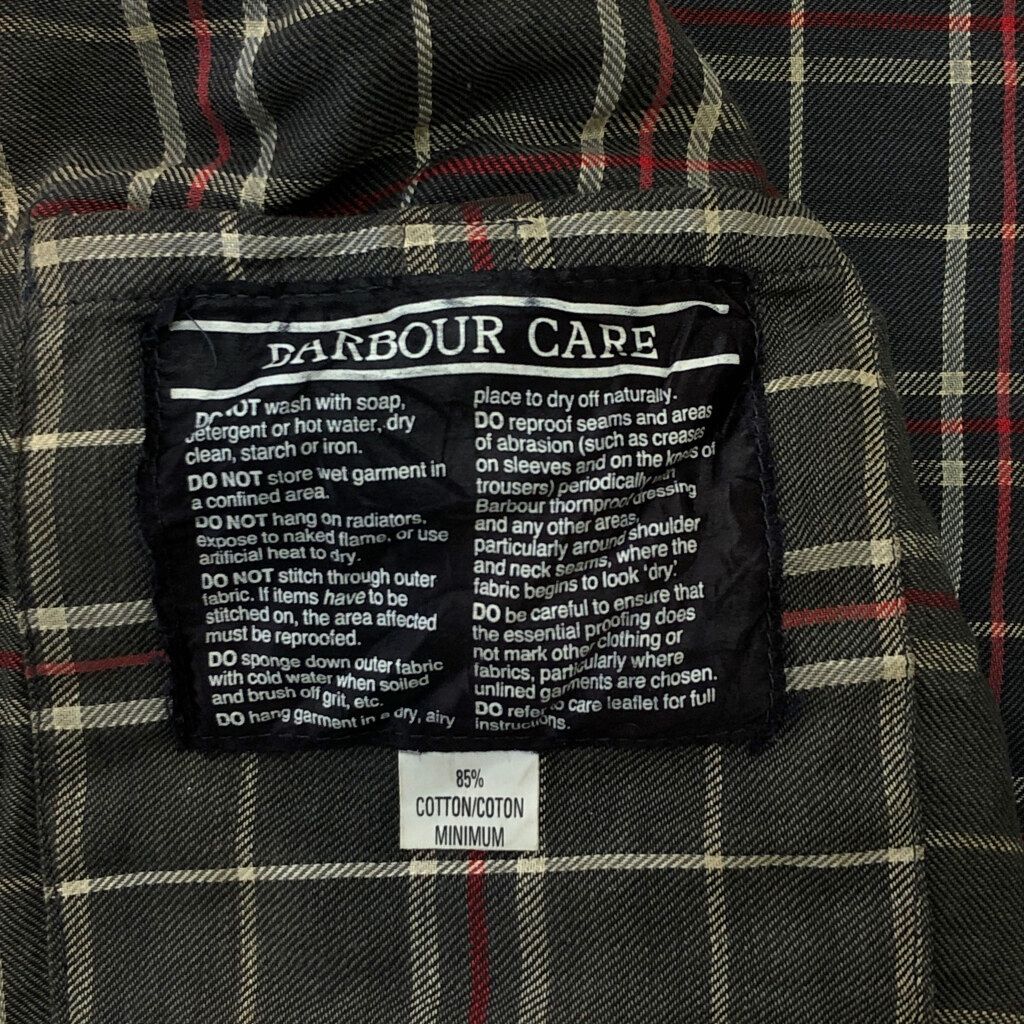 BARBOUR CARE
DO NOT wash with soap,
detergent or hot water, dry
clean, starch or iron.
DO NOT store wet garment in
a confined area.
DO NOT hang on radiators,
expose to naked flame, or use
artificial heat to dry.
DO NOT stitch through outer
fabric. If items have to be
stitched on, the area affected
must be reproofed.
DO sponge down outer fabric
with cold water when soiled
and brush off grit, etc.
DO hang garment in a dry, airy
place to dry off naturally.
DO reproof seams and areas
of abrasion (such as creases
on sleeves and on the knees of
trousers) periodically with
Barbour thornproof dressing
and any other areas,
particularly around shoulder
and neck seams, where the
fabric begins to look 'dry'.
DO be careful to ensure that
the essential proofing does
not mark other clothing or
fabrics, particularly where
unlined garments are chosen.
DO refer to care leaflet for full
instructions.
85%
COTTON/COTON
MINIMUM